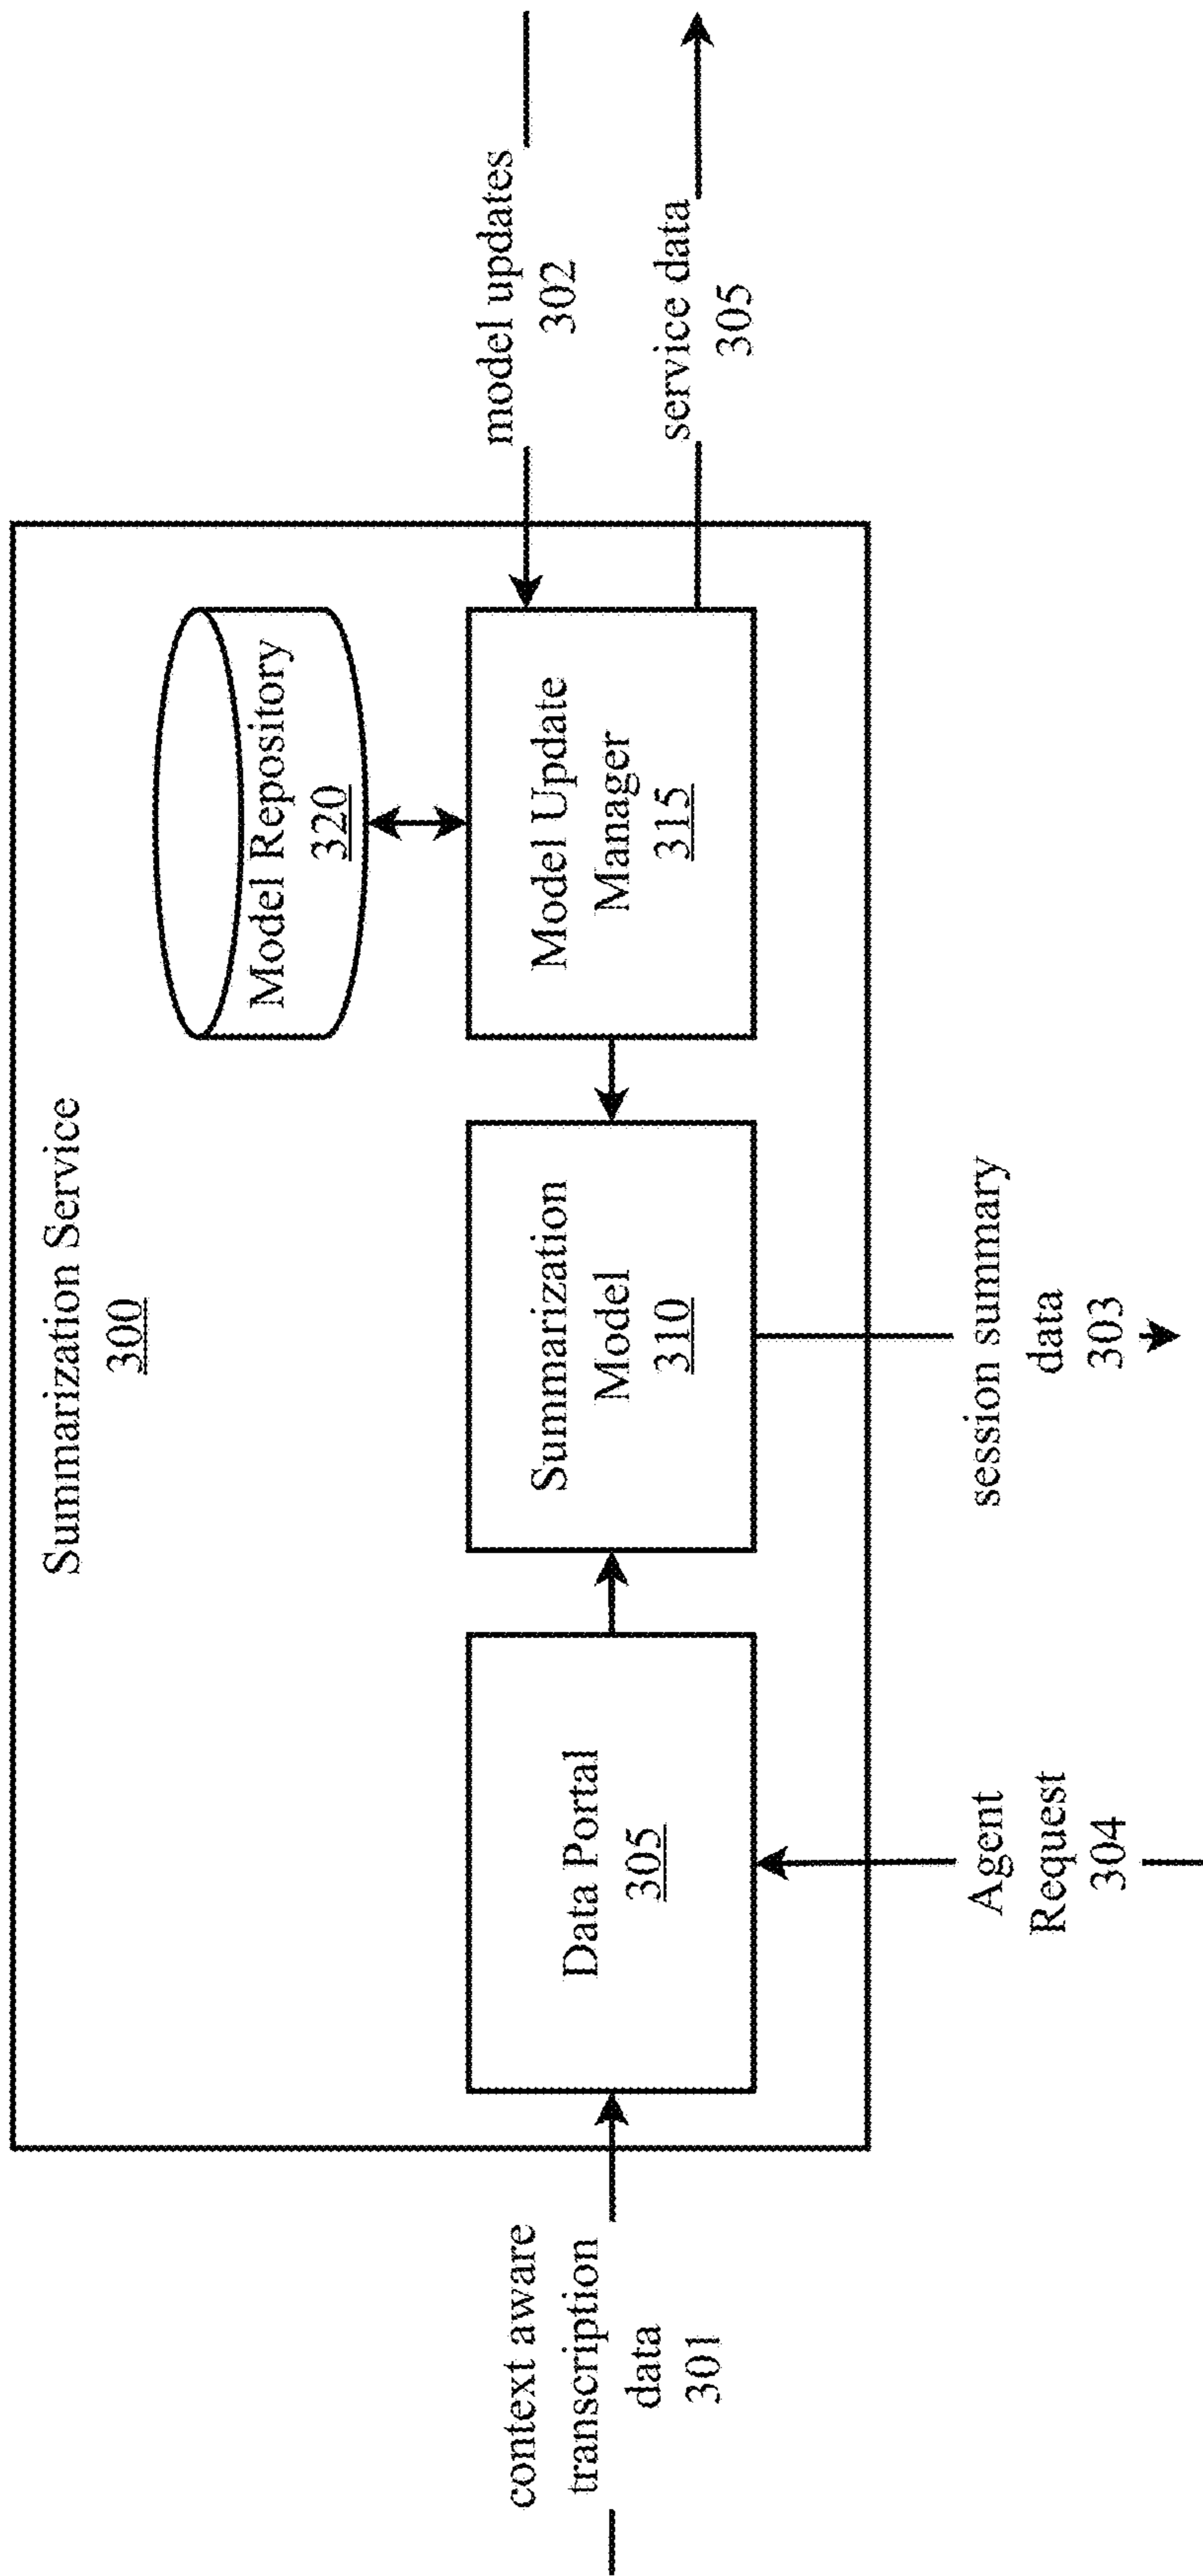 Summarization Service
300
Model Repository
320
context aware
transcription
data
301
Data Portal
305
Summarization
Model
310
Model Update
Manager
315
model updates
302
service data
305
Agent
Request
304
session summary
data
303